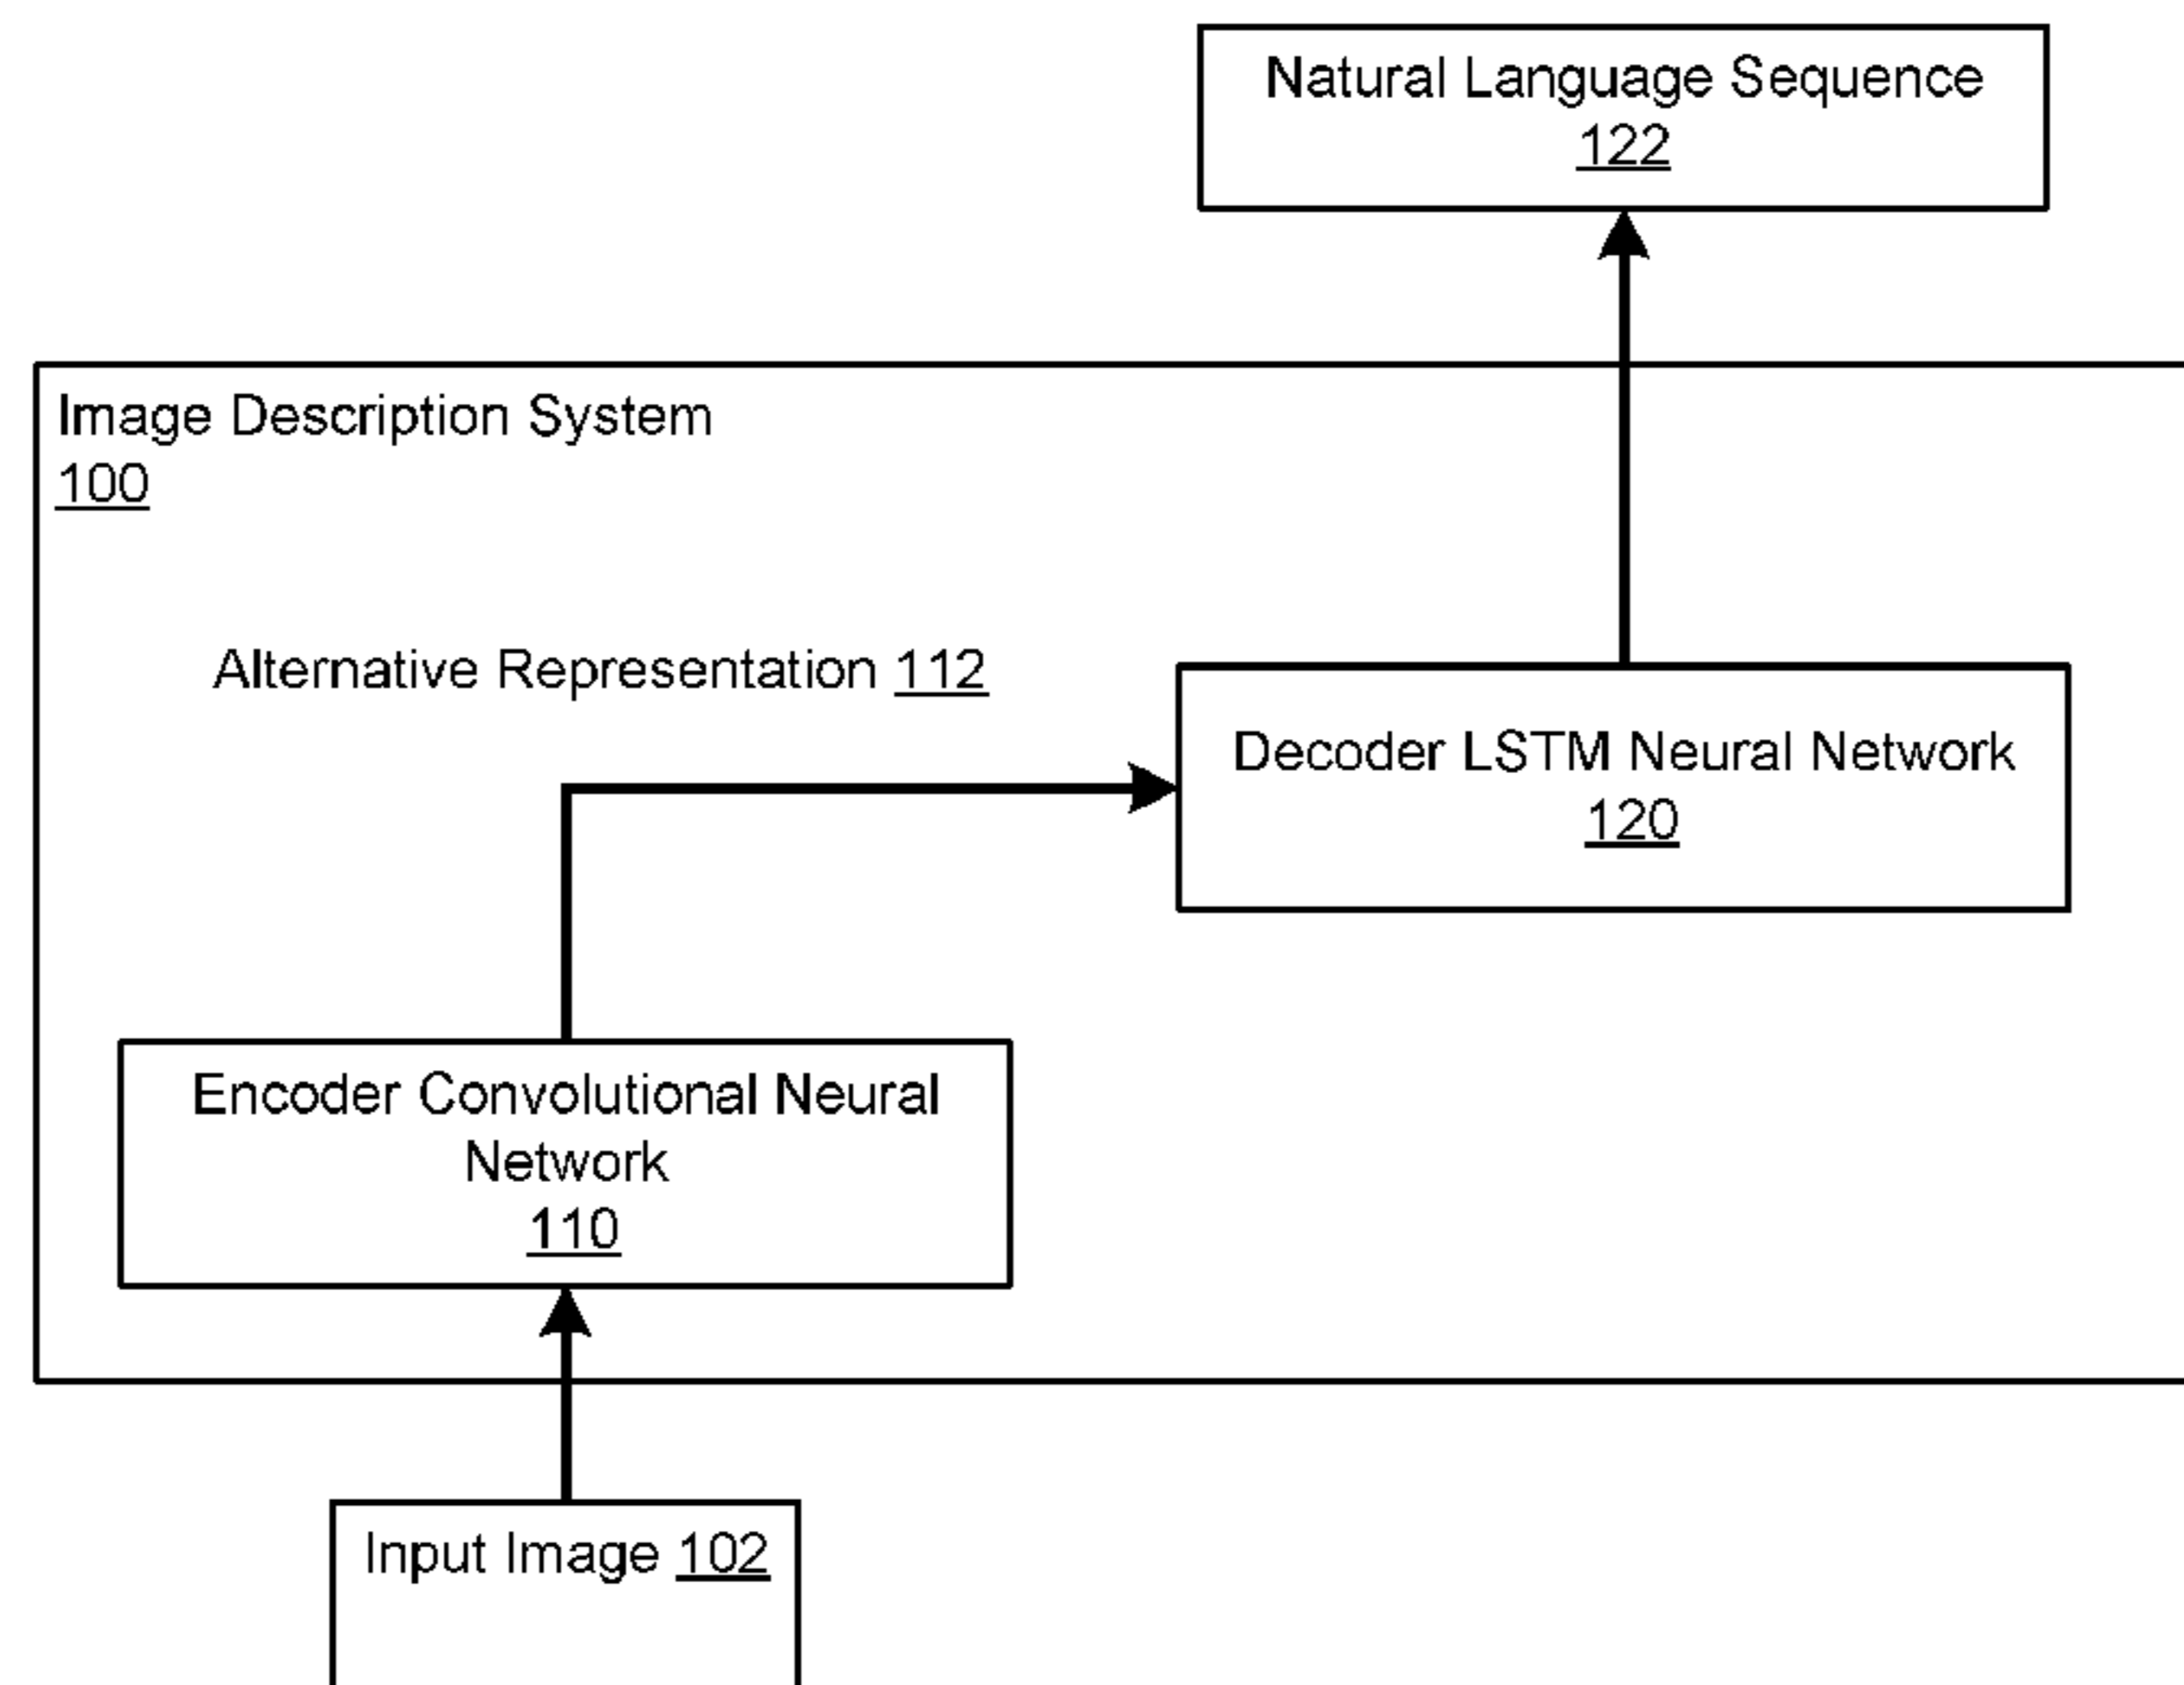 Natural Language Sequence
122
Image Description System
100
Alternative Representation 112
Decoder LSTM Neural Network
120
Encoder Convolutional Neural
Network
110
Input Image 102